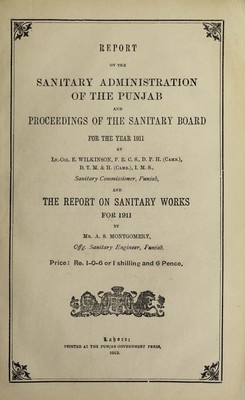 REPORT
ON THE
SANITARY ADMINISTRATION
OF THE PUNJAB
AND
PROCEEDINGS OF THE SANITARY BOARD
FOR THE YEAR 1911
BY
LT.-COL. E. WILKINSON, F. R. C. S., D. P. H. (CAMB.),
D. T. M. & H. (CAMB.), I. M. S.,
Sanitary Commissioner, Punjab,
AND
THE REPORT ON SANITARY WORKS
FOR 1911
BY
MR. A. S. MONTGOMERY,
Offg. Sanitary Engineer, Punjab.
Price: Re. 1-0-6 or 1 shilling and 6 Pence.
Lahore:
PRINTED AT THE PUNJAB GOVERNMENT PRESS,
1912.